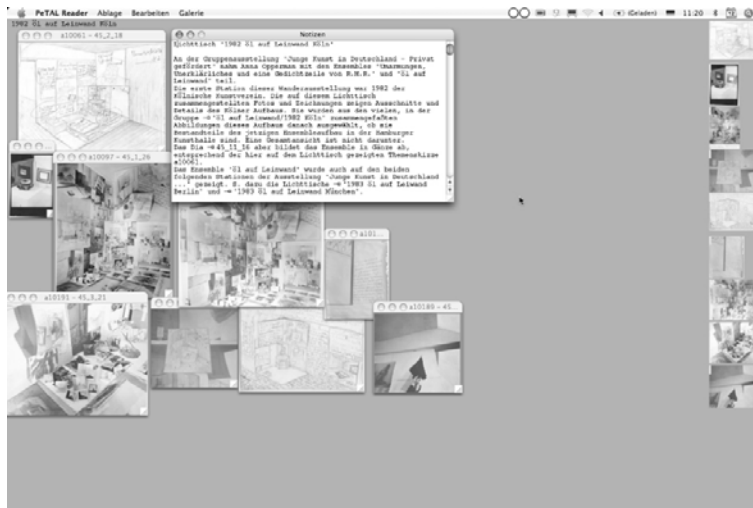 PeTAL Reader Ablage Bearbeiten Galerie (Geladen) 11:20
1982 Öl auf Leinwand Köln
a10061 - 45_2_18
Notizen
Lichttisch '1982 Öl auf Leinwand Köln'
An der Gruppenausstellung 'Junge Kunst in Deutschland - Privat
gefördert' nahm Anna Opperman mit den Ensembles 'Umarmungen,
Unerklärliches und eine Gedichtzeile von R.M.R.' und 'Öl auf
Leinwand' teil.
Die erste Station dieser Wanderausstellung war 1982 der
Kölnische Kunstverein. Die auf diesem Lichttisch
zusammengestellten Fotos und Zeichnungen zeigen Ausschnitte und
Details des Kölner Aufbaus. Sie wurden aus den vielen, in der
Gruppe -> 'Öl auf Leinwand/1982 Köln' zusammengefaßten
Abbildungen dieses Aufbaus danach ausgewählt, ob sie
Bestandteile des jetzigen Ensembleaufbau in der Hamburger
Kunsthalle sind. Eine Gesamtansicht ist nicht darunter.
Das Dia -> 45_11_16 aber bildet das Ensemble in Gänze ab,
entsprechend der hier auf dem Lichttisch gezeigten Themenskizze
a10061.
Das Ensemble 'Öl auf Leinwand' wurde auch auf den beiden
folgenden Stationen der Ausstellung 'Junge Kunst in Deutschland
...' gezeigt. S. dazu die Lichttische -> '1983 Öl auf Leiwand
Berlin' und -> '1983 Öl auf Leinwand München'.
a10097 - 45_1_26
a101...
a10191 - 45_3_21
a10189 - 45...